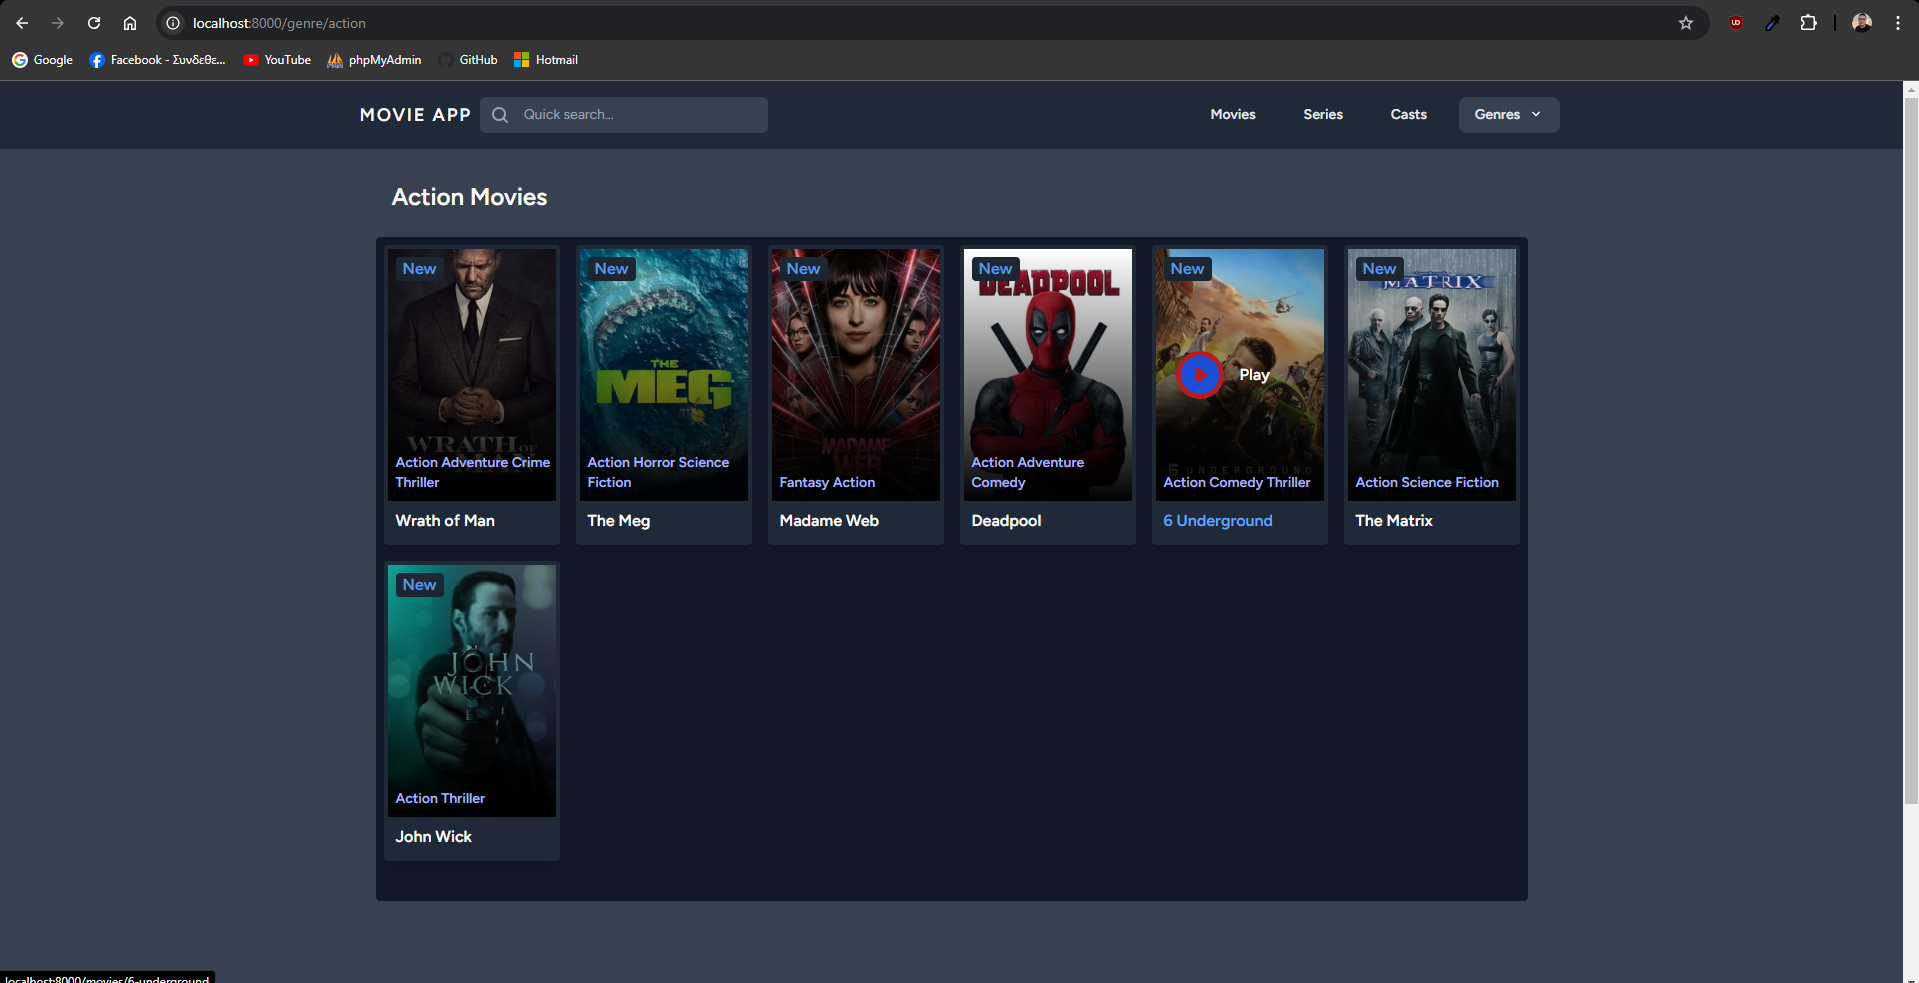 localhost:8000/genre/action
Google Facebook - Συνδεθε... YouTube phpMyAdmin GitHub Hotmail
MOVIE APP Quick search... Movies Series Casts Genres
Action Movies
New New New New New New
DEADPOOL
MATRIX
THE
MEG
Play
WRATH OF
MAN
MADAME
WEB
6 UNDERGROUND
Action Adventure Crime
Thriller
Action Horror Science
Fiction
Fantasy Action
Action Adventure
Comedy
Action Comedy Thriller
Action Science Fiction
Wrath of Man The Meg Madame Web Deadpool 6 Underground The Matrix
New
JOHN
WICK
Action Thriller
John Wick
localhost:8000/movies/6-underground